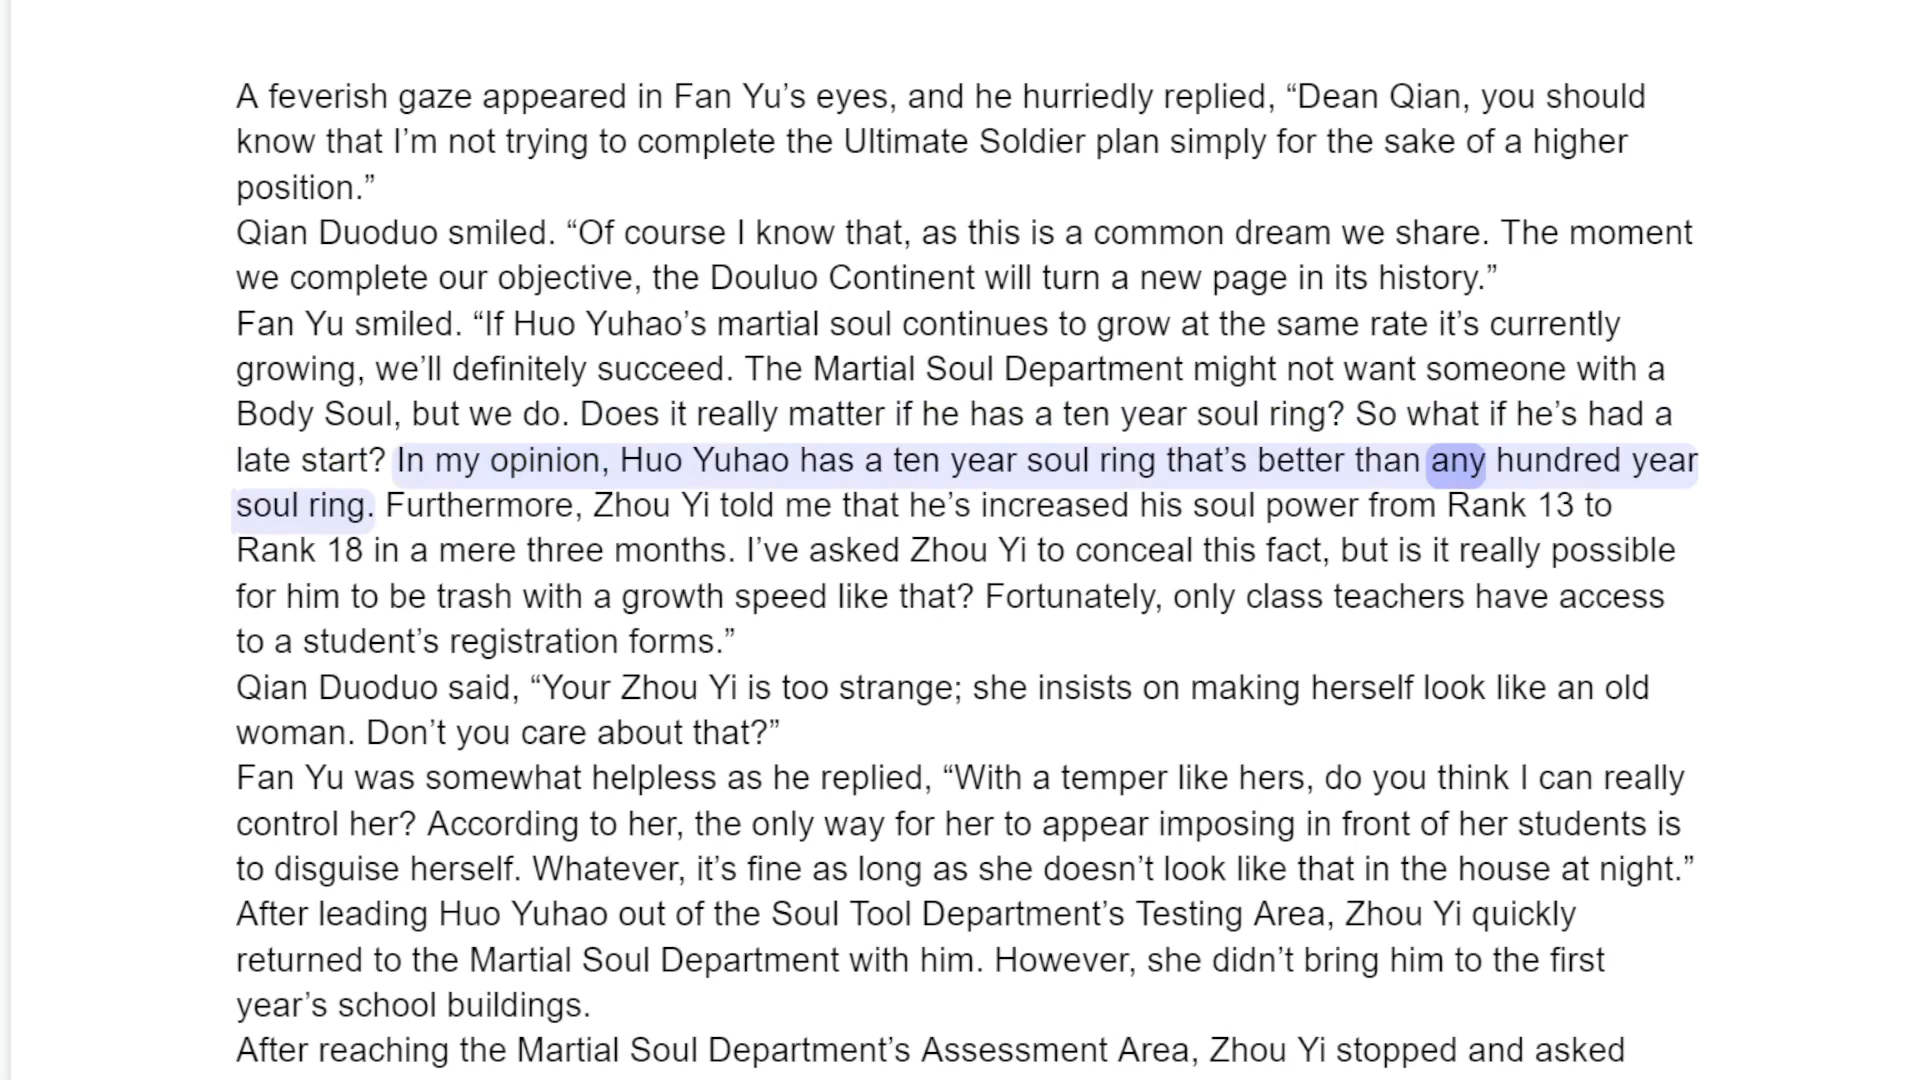 A feverish gaze appeared in Fan Yu’s eyes, and he hurriedly replied, “Dean Qian, you should
know that I’m not trying to complete the Ultimate Soldier plan simply for the sake of a higher
position.”
Qian Duoduo smiled. “Of course I know that, as this is a common dream we share. The moment
we complete our objective, the Douluo Continent will turn a new page in its history.”
Fan Yu smiled. “If Huo Yuhao’s martial soul continues to grow at the same rate it’s currently
growing, we’ll definitely succeed. The Martial Soul Department might not want someone with a
Body Soul, but we do. Does it really matter if he has a ten year soul ring? So what if he’s had a
late start? In my opinion, Huo Yuhao has a ten year soul ring that’s better than any hundred year
soul ring. Furthermore, Zhou Yi told me that he’s increased his soul power from Rank 13 to
Rank 18 in a mere three months. I’ve asked Zhou Yi to conceal this fact, but is it really possible
for him to be trash with a growth speed like that? Fortunately, only class teachers have access
to a student’s registration forms.”
Qian Duoduo said, “Your Zhou Yi is too strange; she insists on making herself look like an old
woman. Don’t you care about that?”
Fan Yu was somewhat helpless as he replied, “With a temper like hers, do you think I can really
control her? According to her, the only way for her to appear imposing in front of her students is
to disguise herself. Whatever, it’s fine as long as she doesn’t look like that in the house at night.”
After leading Huo Yuhao out of the Soul Tool Department’s Testing Area, Zhou Yi quickly
returned to the Martial Soul Department with him. However, she didn’t bring him to the first
year’s school buildings.
After reaching the Martial Soul Department’s Assessment Area, Zhou Yi stopped and asked